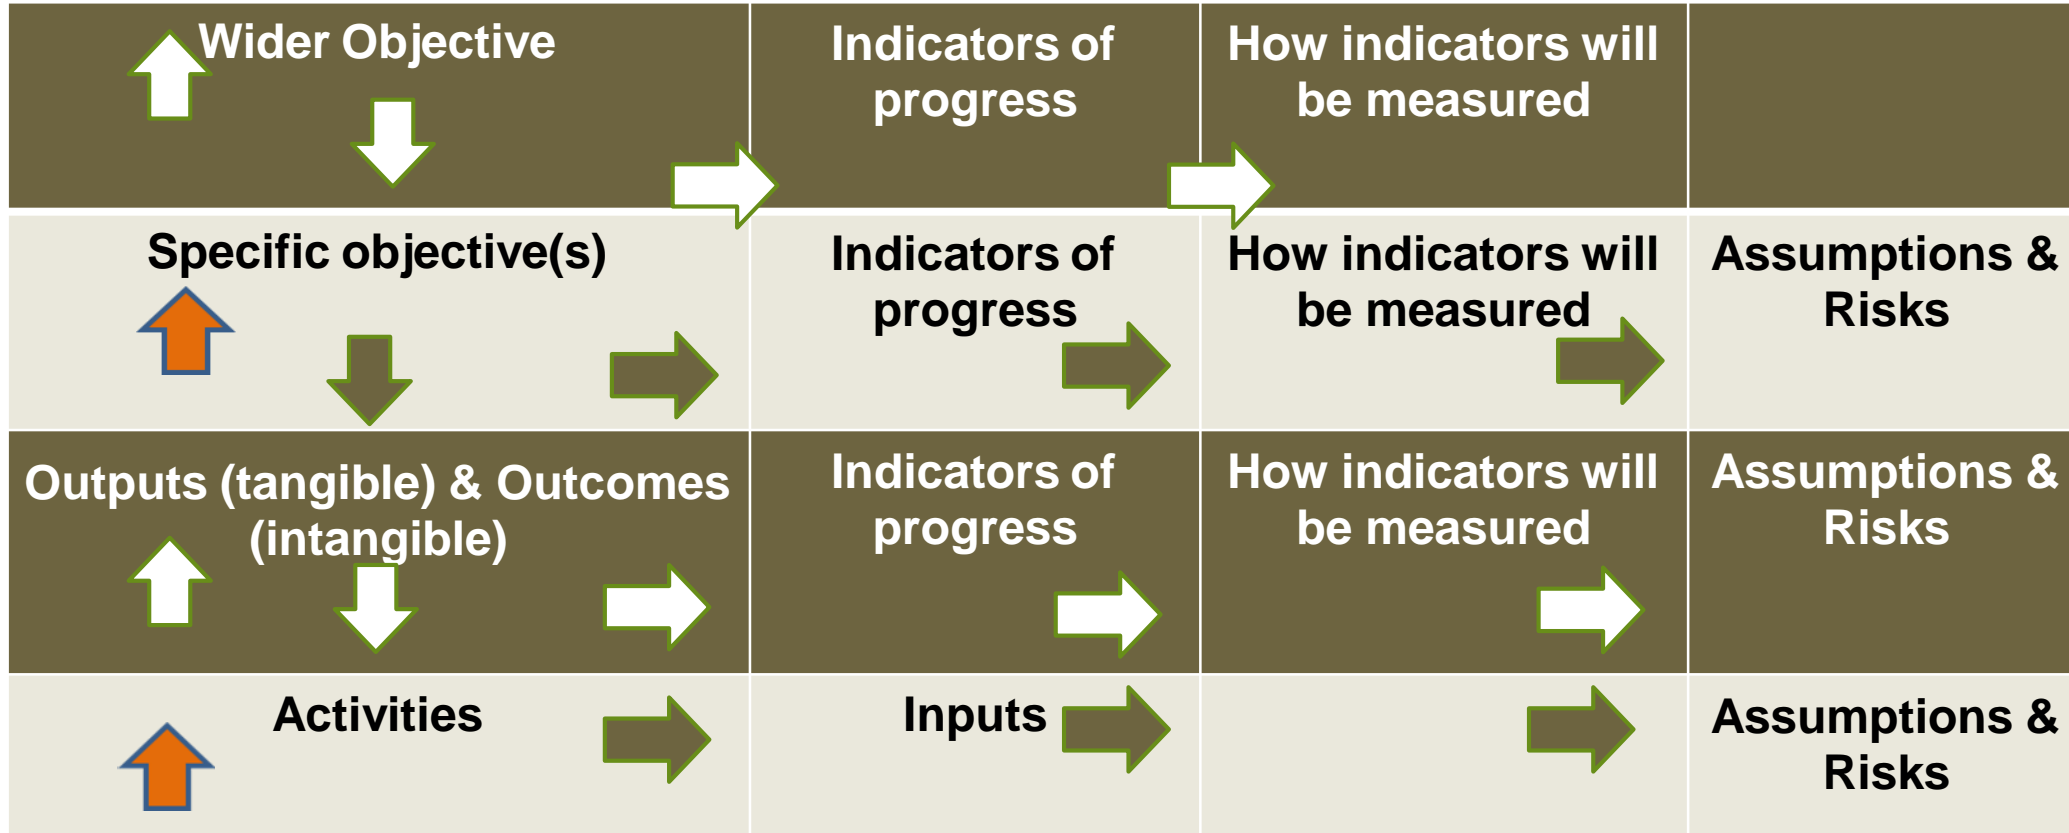 Wider Objective
Indicators of
progress
How indicators will
be measured
Specific objective(s)
Indicators of
progress
How indicators will
be measured
Assumptions &
Risks
Outputs (tangible) & Outcomes
(intangible)
Indicators of
progress
How indicators will
be measured
Assumptions &
Risks
Activities
Inputs
Assumptions &
Risks